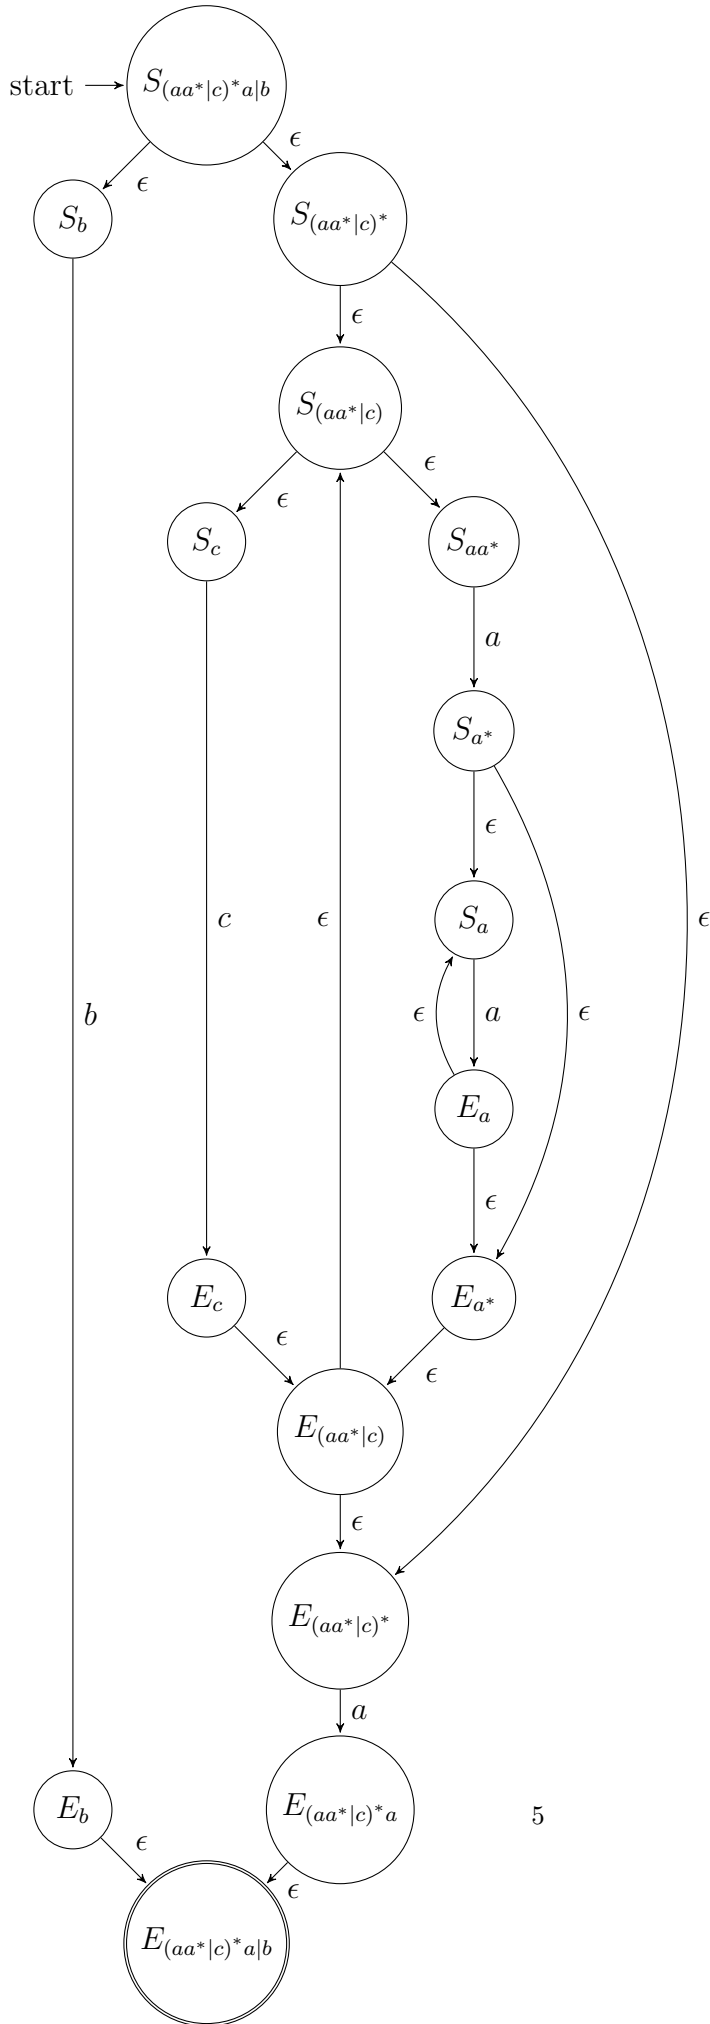 start
S_{(aa*|c)*a|b}
ϵ
ϵ
S_b
S_{(aa*|c)*}
ϵ
S_{(aa*|c)}
ϵ
ϵ
S_c
S_{aa*}
a
S_{a*}
ϵ
c
ϵ
S_a
ϵ
b
ϵ
a
ϵ
E_a
ϵ
E_c
E_{a*}
ϵ
ϵ
E_{(aa*|c)}
ϵ
E_{(aa*|c)*}
a
E_b
E_{(aa*|c)*a}
5
ϵ
ϵ
E_{(aa*|c)*a|b}